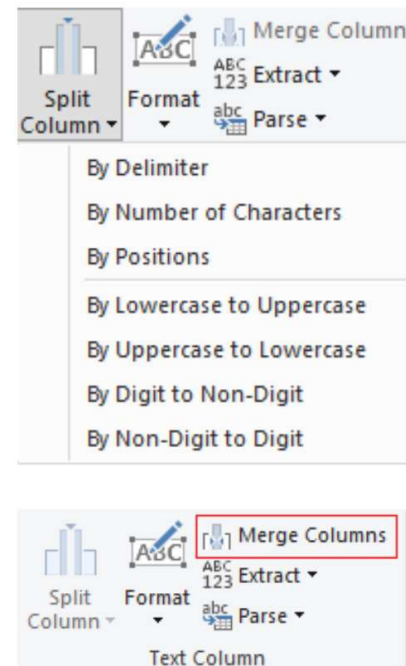 Merge Column
ABC
ABC
123 Extract
Split
Column
Format
abc Parse
By Delimiter
By Number of Characters
By Positions
By Lowercase to Uppercase
By Uppercase to Lowercase
By Digit to Non-Digit
By Non-Digit to Digit
Merge Columns
ABC
ABC
123 Extract
Split
Column
Format
abc Parse
Text Column